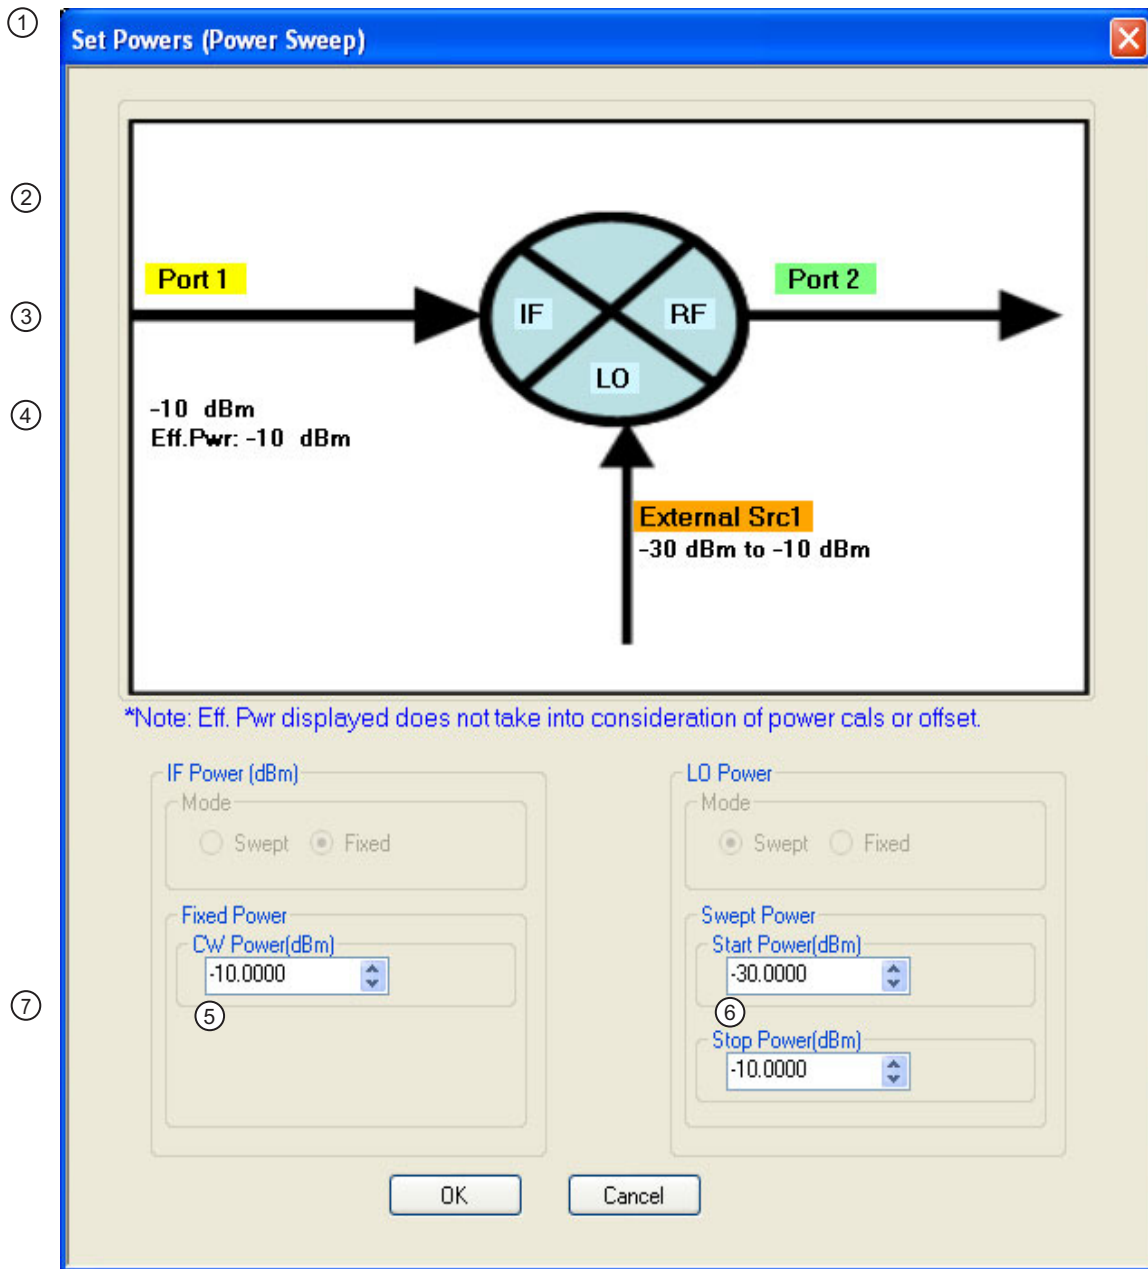 ①
Set Powers (Power Sweep)
②
Port 1
Port 2
③
IF
RF
LO
④
-10 dBm
Eff.Pwr: -10 dBm
External Src1
-30 dBm to -10 dBm
*Note: Eff. Pwr displayed does not take into consideration of power cals or offset.
IF Power (dBm)
Mode
Swept
Fixed
Fixed Power
CW Power(dBm)
-10.0000
⑤
LO Power
Mode
Swept
Fixed
Swept Power
Start Power(dBm)
-30.0000
⑥
Stop Power(dBm)
-10.0000
⑦
OK
Cancel